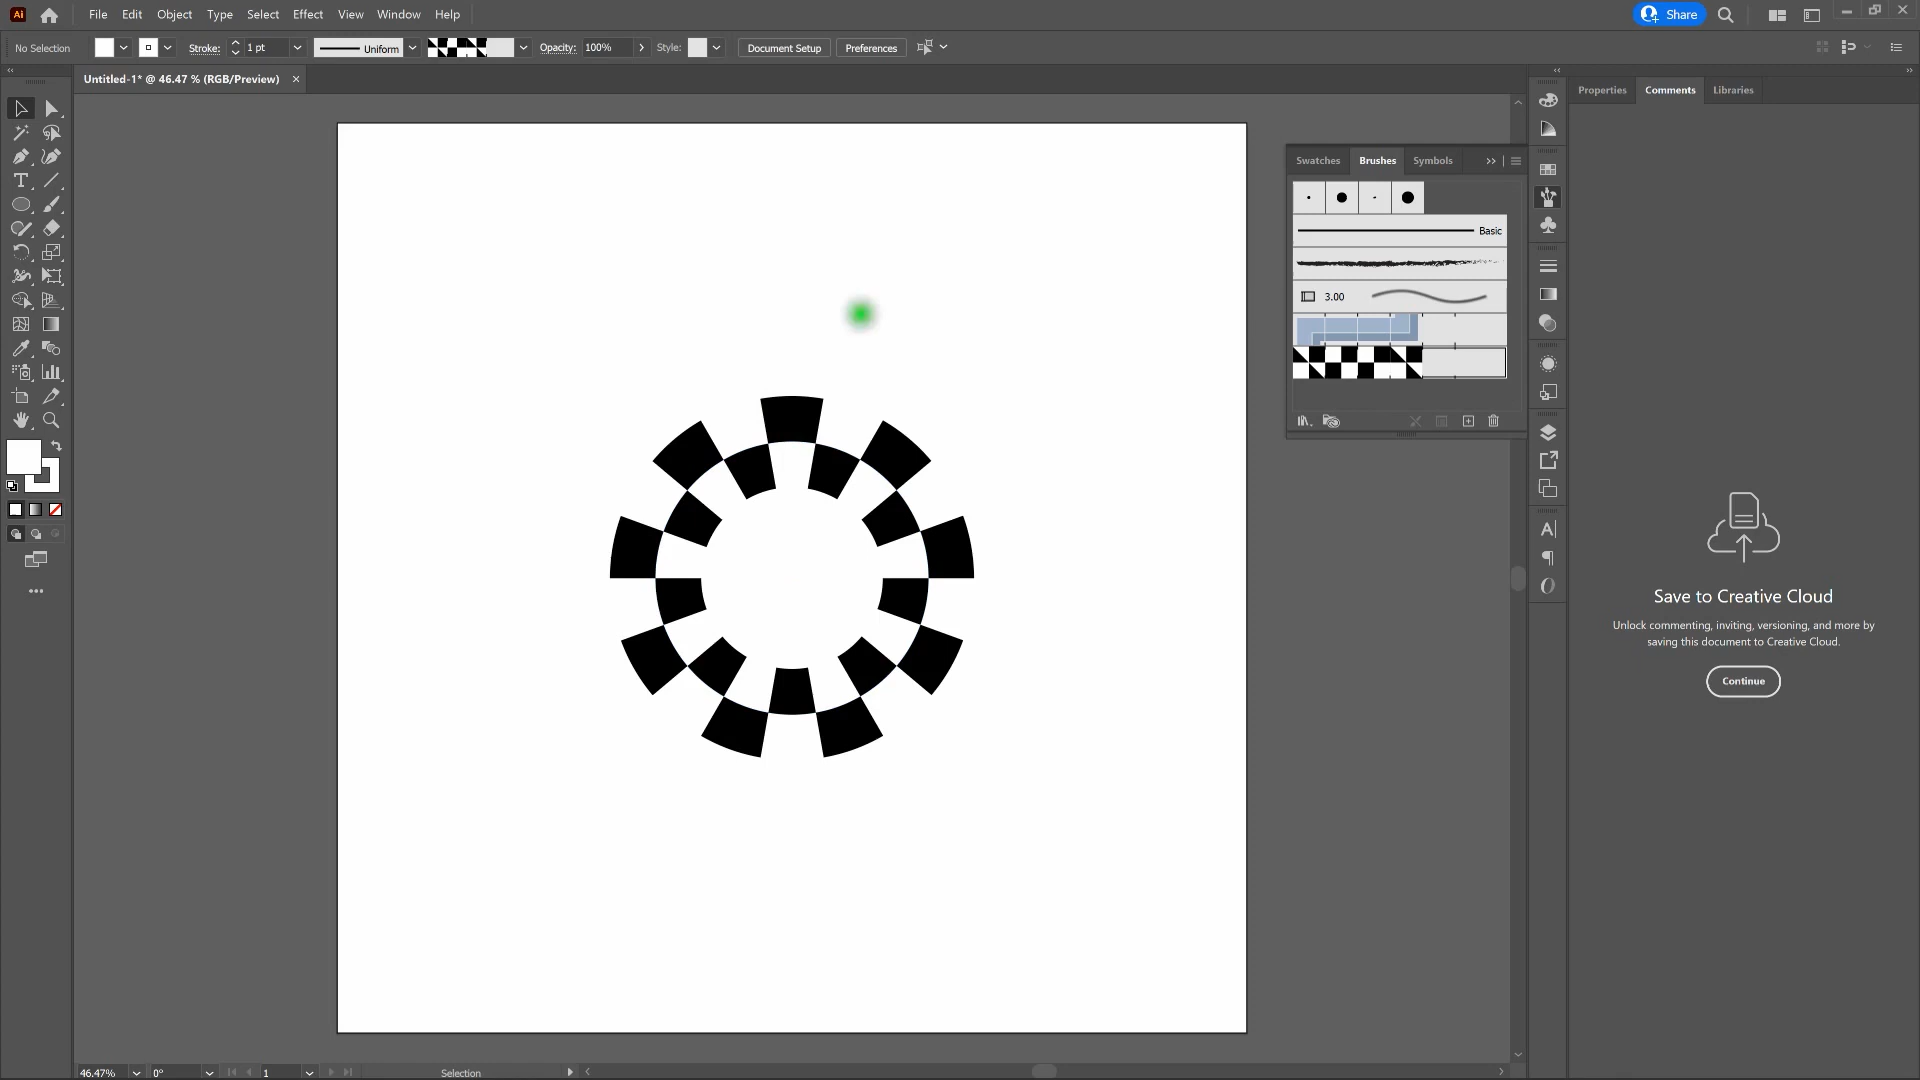 Ai File Edit Object Type Select Effect View Window Help Share
No Selection Stroke: 1 pt Uniform Opacity: 100% Style: Document Setup Preferences
Untitled-1* @ 46.47 % (RGB/Preview)
Properties Comments Libraries
Swatches Brushes Symbols
Basic
3.00
Save to Creative Cloud
Unlock commenting, inviting, versioning, and more by
saving this document to Creative Cloud.
Continue
46.47% 0° 1 Selection